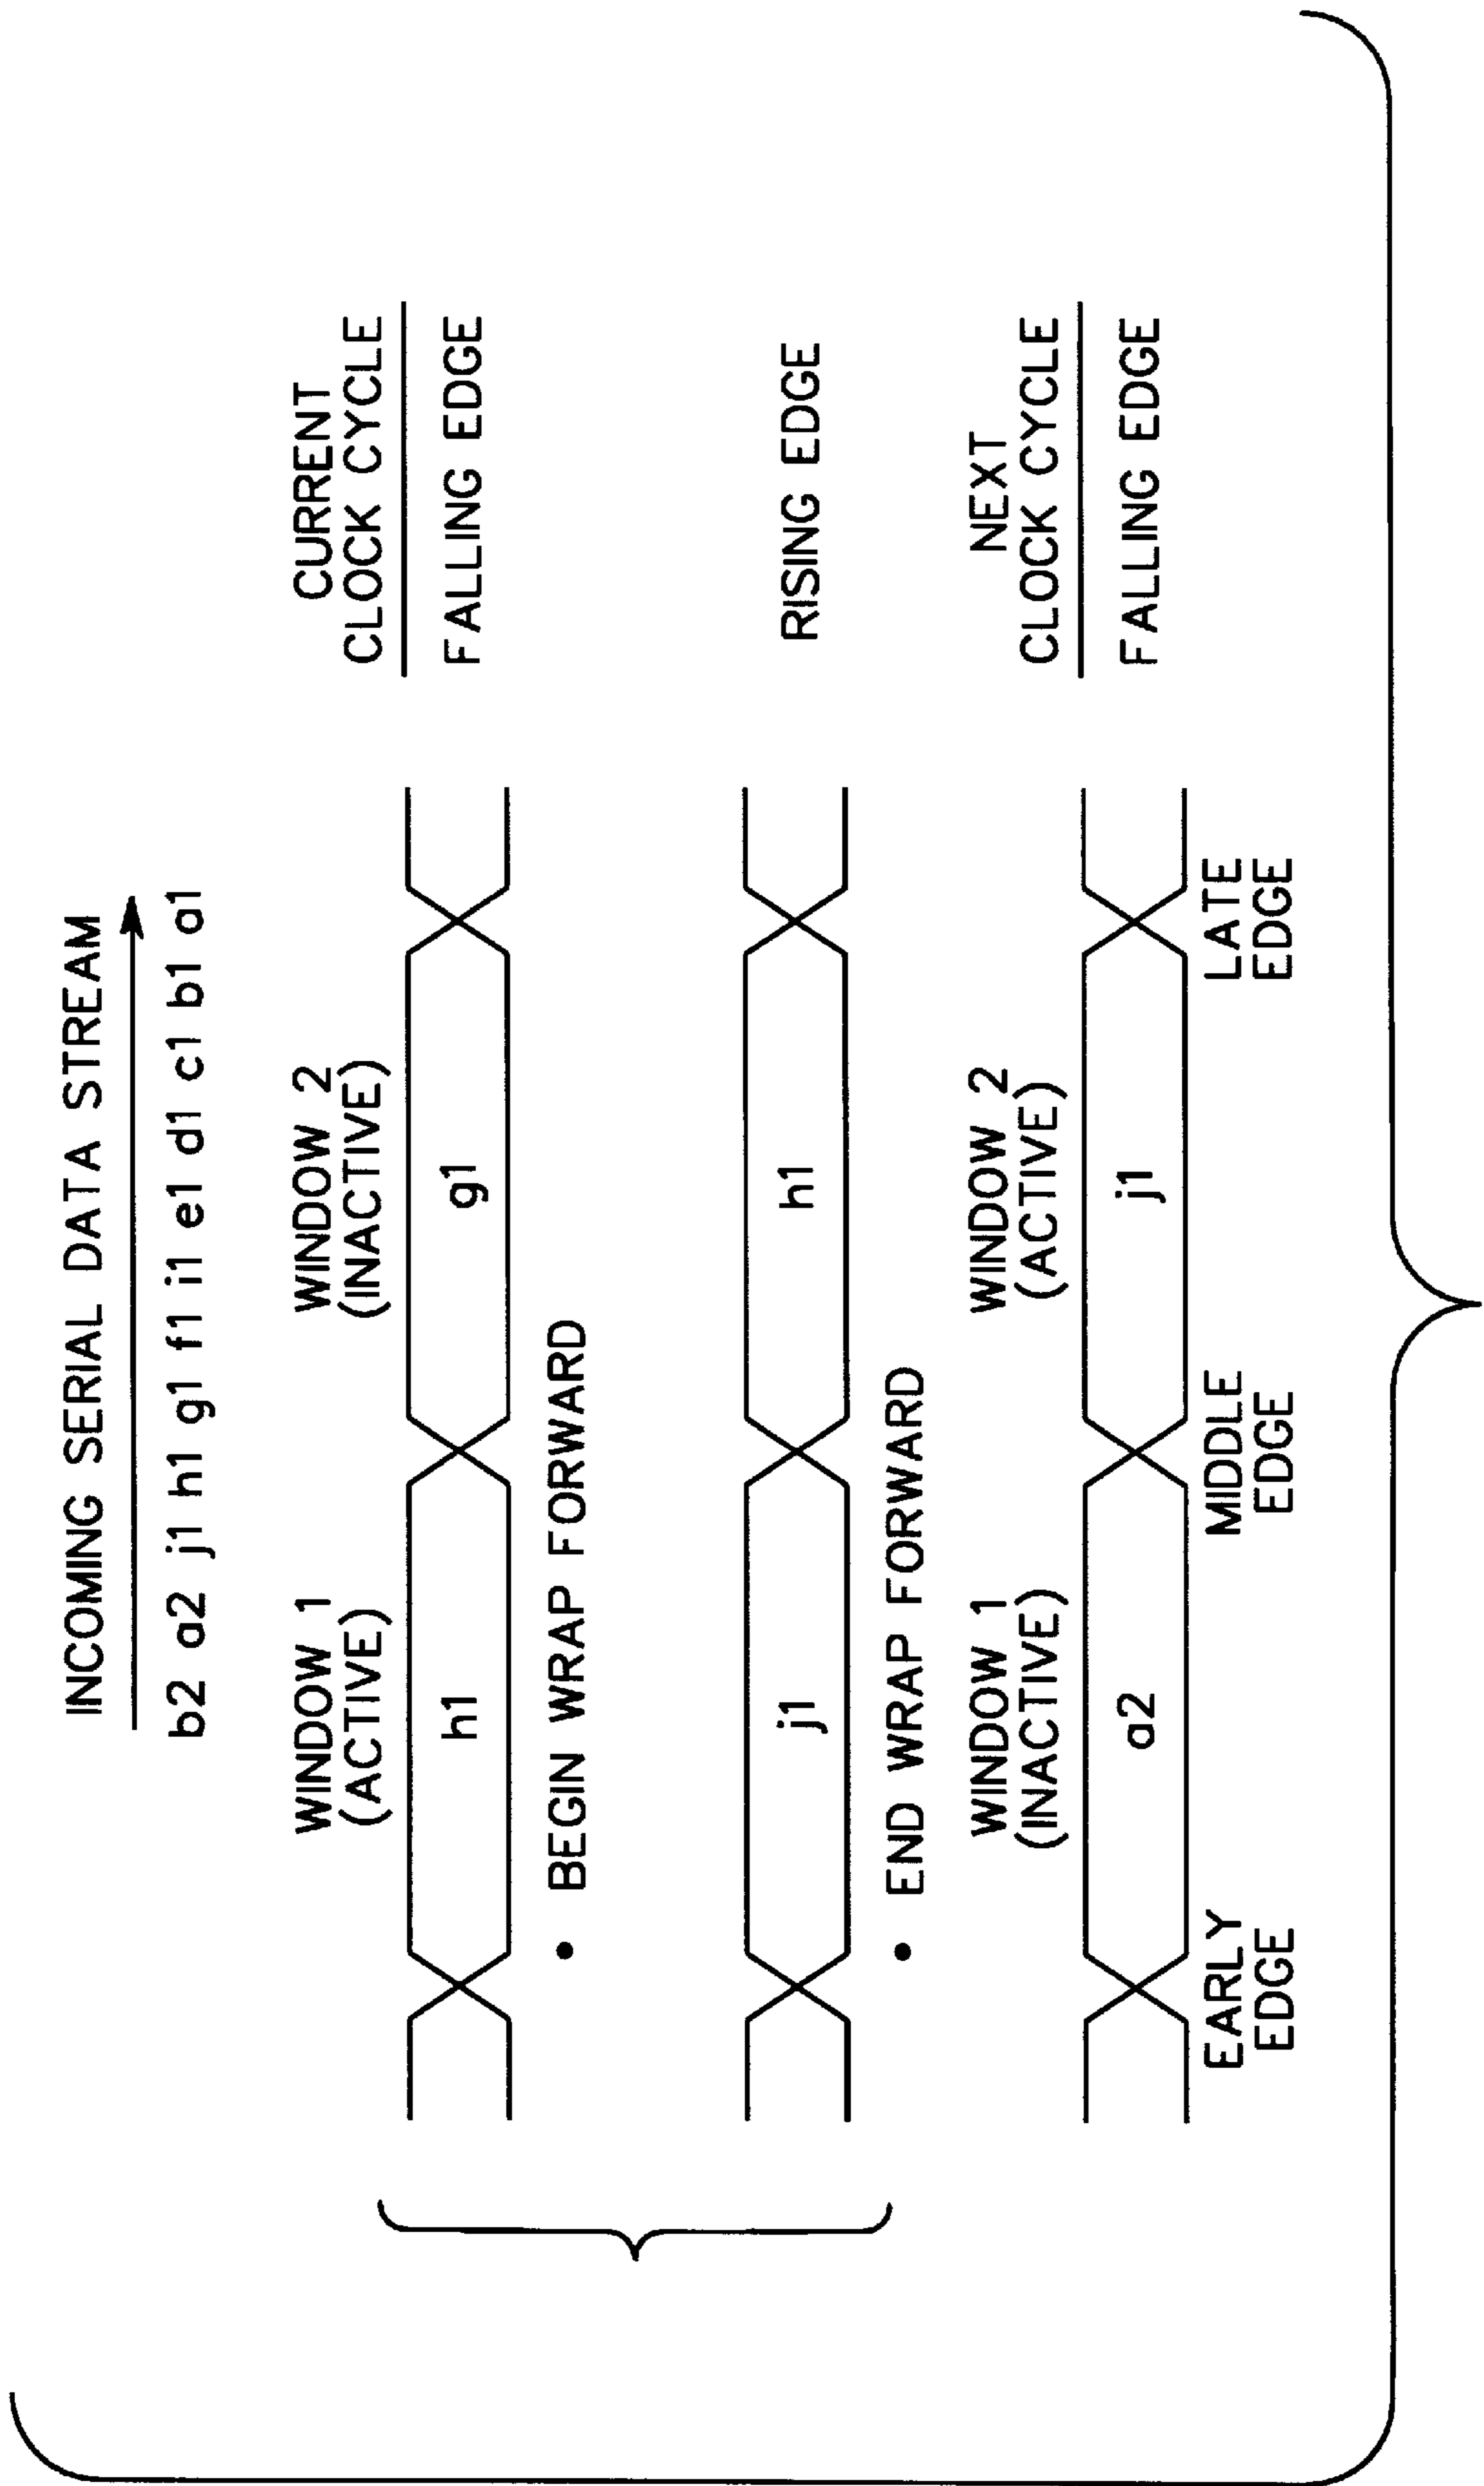 INCOMING SERIAL DATA STREAM
b2 a2 j1 h1 g1 f1 i1 e1 d1 c1 b1 a1
WINDOW 1
(ACTIVE)
WINDOW 2
(INACTIVE)
CURRENT
CLOCK CYCLE
h1
g1
FALLING EDGE
• BEGIN WRAP FORWARD
j1
h1
RISING EDGE
• END WRAP FORWARD
WINDOW 1
(INACTIVE)
WINDOW 2
(ACTIVE)
NEXT
CLOCK CYCLE
a2
j1
FALLING EDGE
EARLY
EDGE
MIDDLE
EDGE
LATE
EDGE